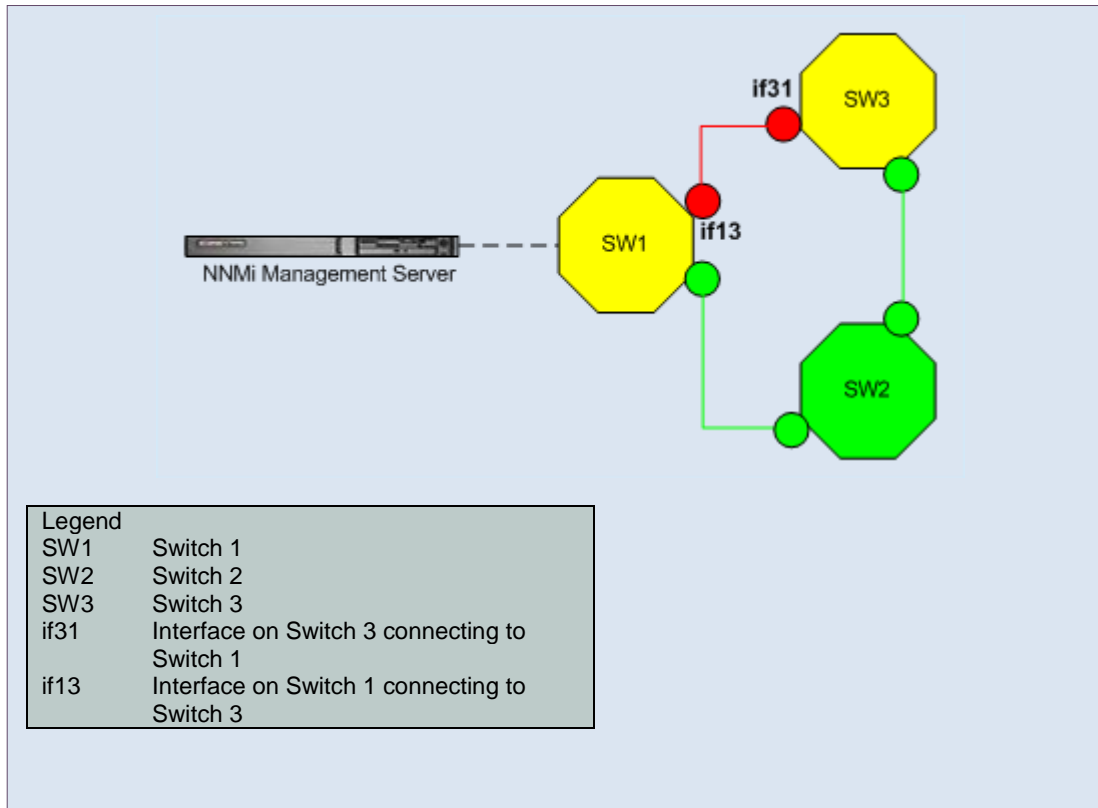 if31
SW3
SW1
if13
NNMi Management Server
SW2
Legend
SW1 Switch 1
SW2 Switch 2
SW3 Switch 3
if31 Interface on Switch 3 connecting to
Switch 1
if13 Interface on Switch 1 connecting to
Switch 3